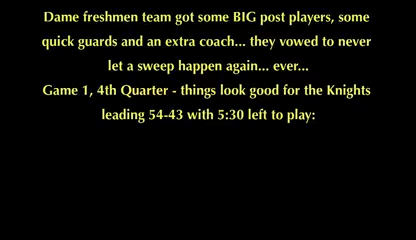 Dame freshmen team got some BIG post players, some
quick guards and an extra coach... they vowed to never
let a sweep happen again... ever...
Game 1, 4th Quarter - things look good for the Knights
leading 54-43 with 5:30 left to play: